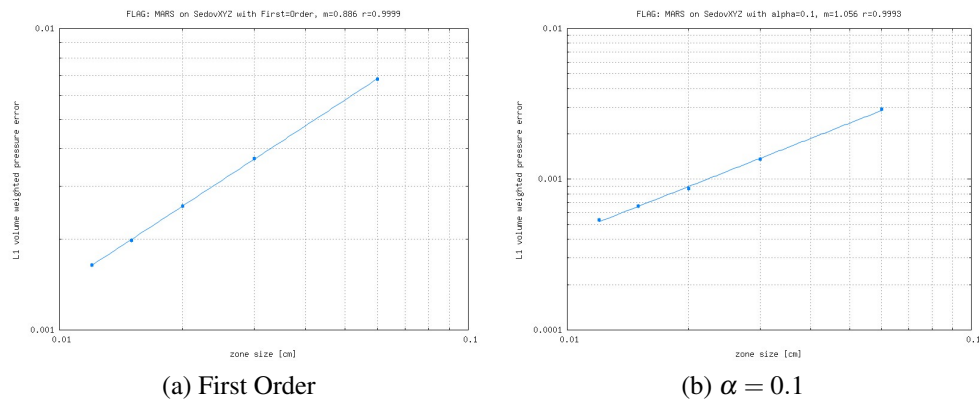 FLAG: MARS on SedovXYZ with First=Order, m=0.886 r=0.9999
0.01
L1 volume weighted pressure error
0.001
0.01
0.1
zone size [cm]
(a) First Order
FLAG: MARS on SedovXYZ with alpha=0.1, m=1.056 r=0.9993
0.01
L1 volume weighted pressure error
0.001
0.0001
0.01
0.1
zone size [cm]
(b) α = 0.1